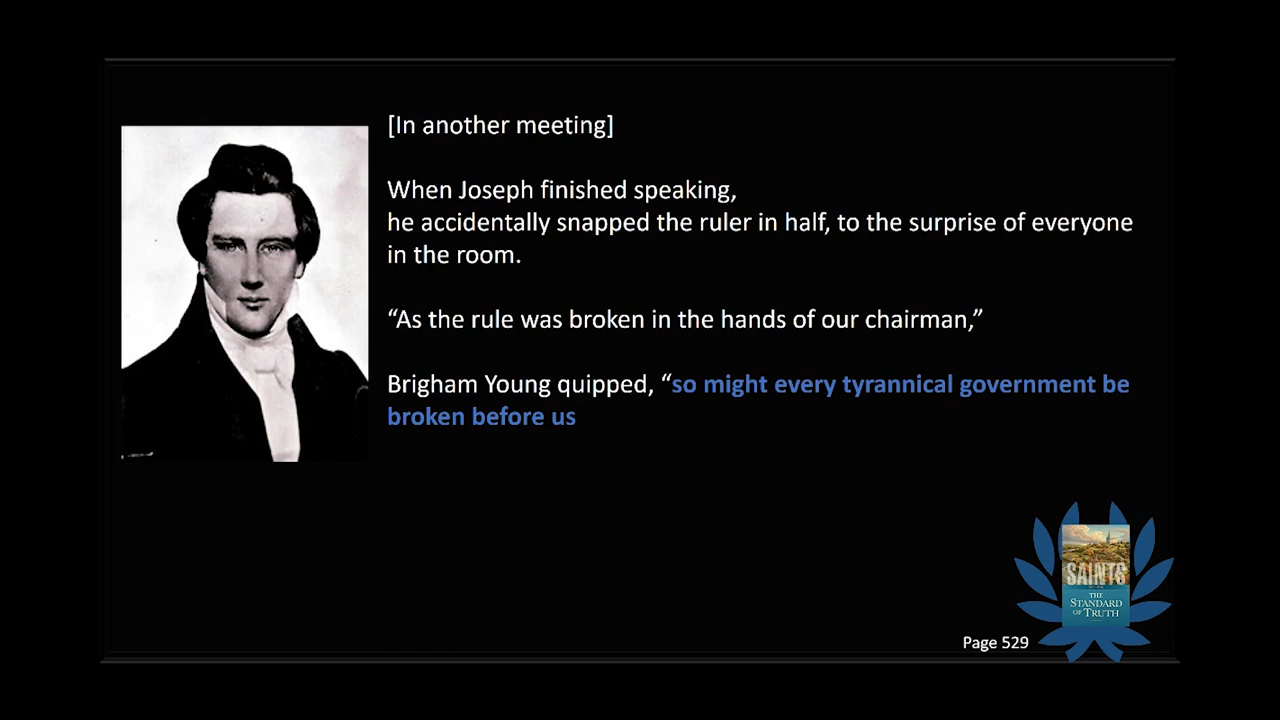 [In another meeting]
When Joseph finished speaking,
he accidentally snapped the ruler in half, to the surprise of everyone
in the room.
“As the rule was broken in the hands of our chairman,”
Brigham Young quipped, “so might every tyrannical government be
broken before us
SAINTS
THE
STANDARD
OF TRUTH
Page 529